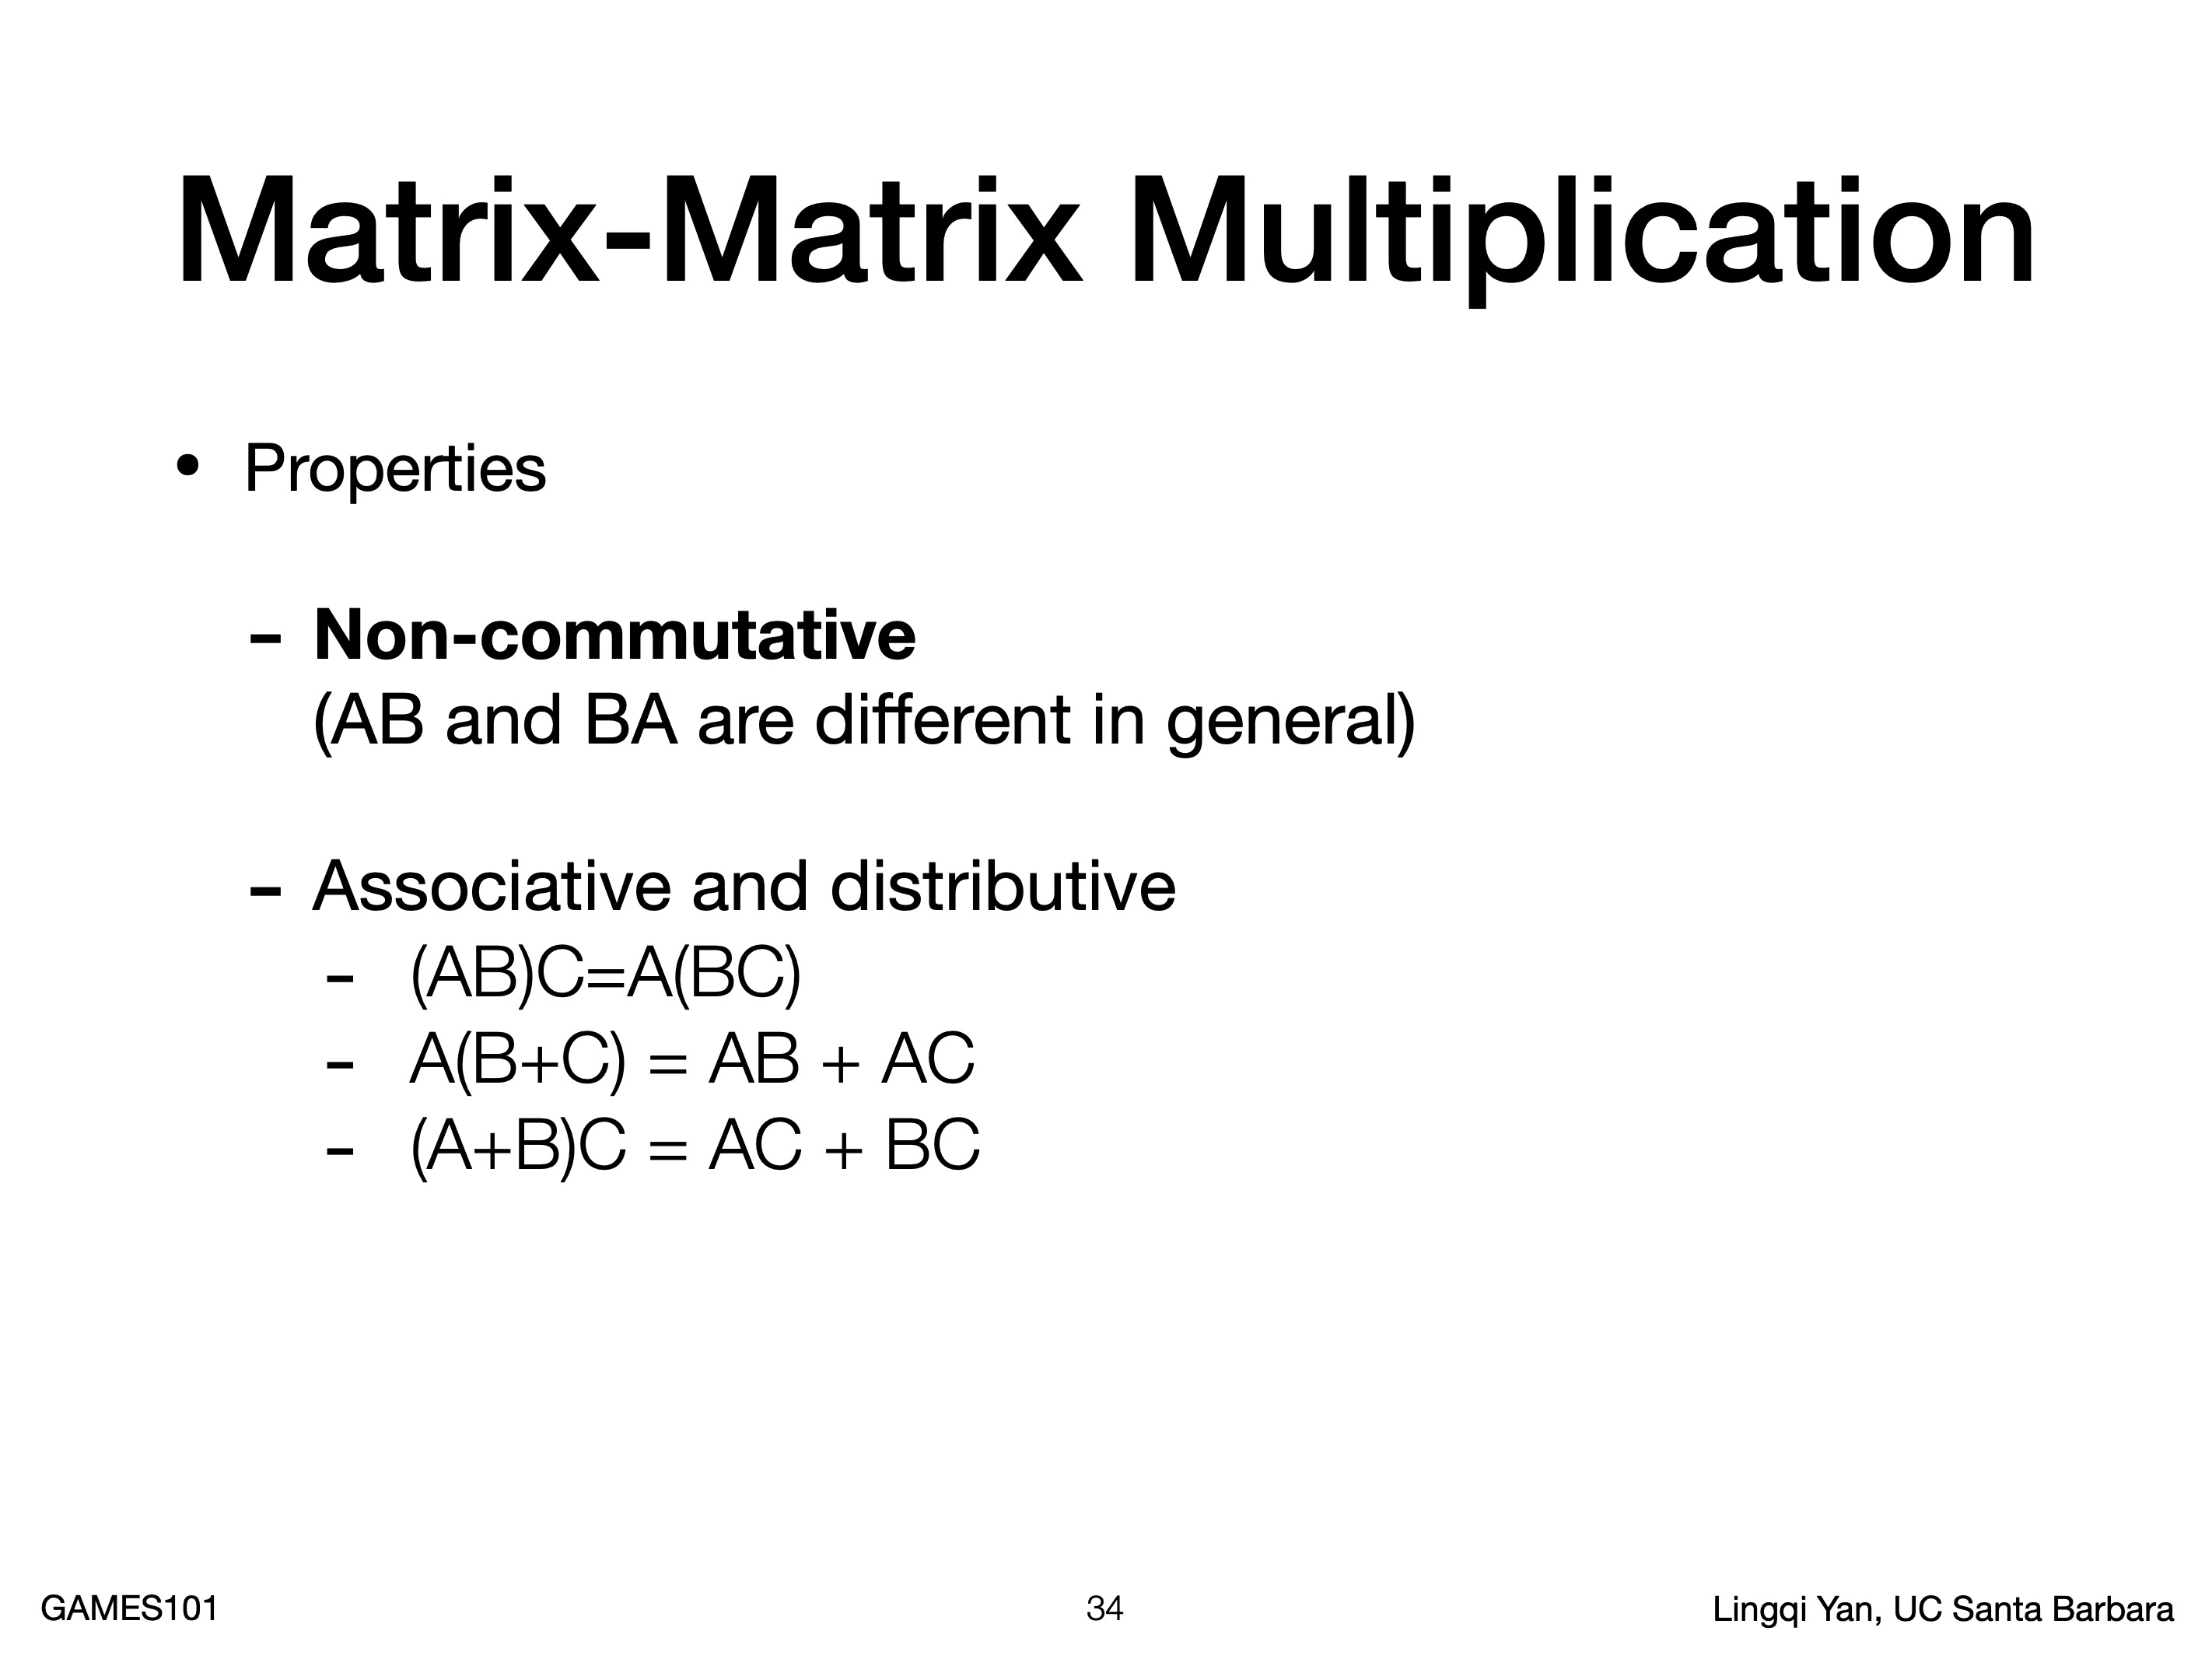 Matrix-Matrix Multiplication
• Properties
- Non-commutative
(AB and BA are different in general)
- Associative and distributive
- (AB)C=A(BC)
- A(B+C) = AB + AC
- (A+B)C = AC + BC
GAMES101
34
Lingqi Yan, UC Santa Barbara